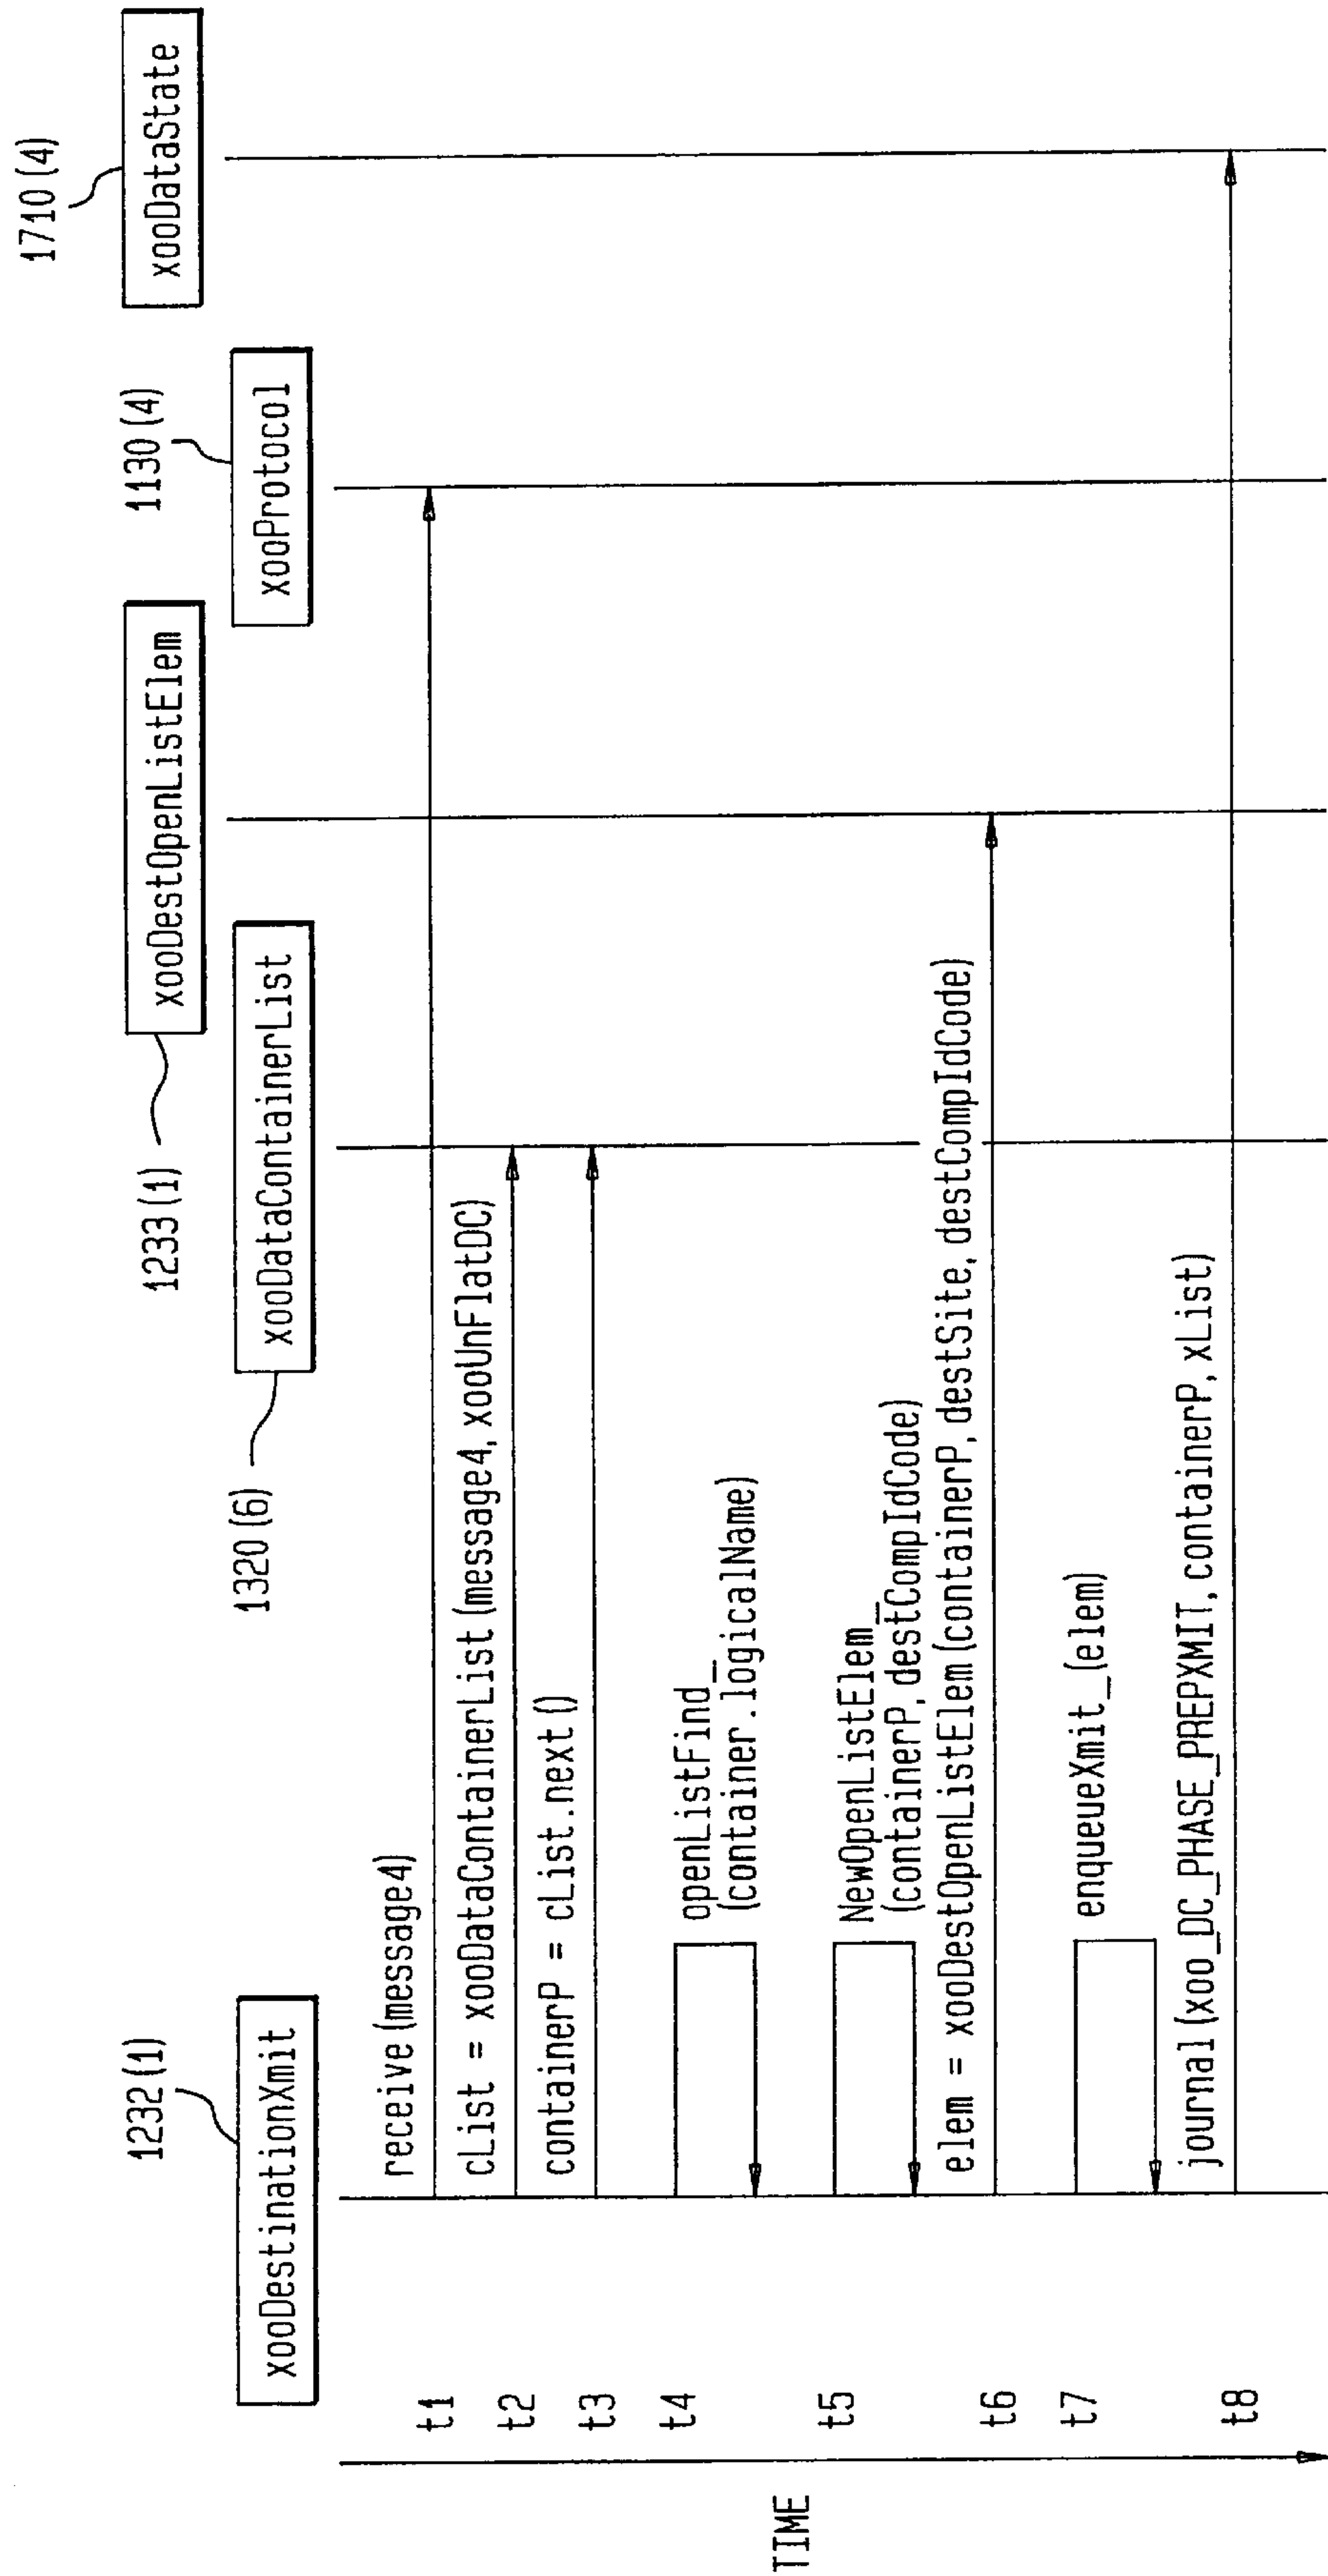 1232(1)
xooDestinationXmit
1320(6)
xooDataContainerList
1233(1)
xooDestOpenListElem
1130(4)
xooProtocol
1710(4)
xooDataState
TIME
t1
receive(message4)
t2
cList = xooDataContainerList(message4, xooUnFlatDC)
t3
containerP = cList.next()
t4
openListFind_
(container.logicalName)
t5
NewOpenListElem_
(containerP, destCompIdCode)
t6
elem = xooDestOpenListElem(containerP, destSite, destCompIdCode)
t7
enqueueXmit_(elem)
t8
journal(xoo_DC_PHASE_PREPXMIT, containerP, xList)